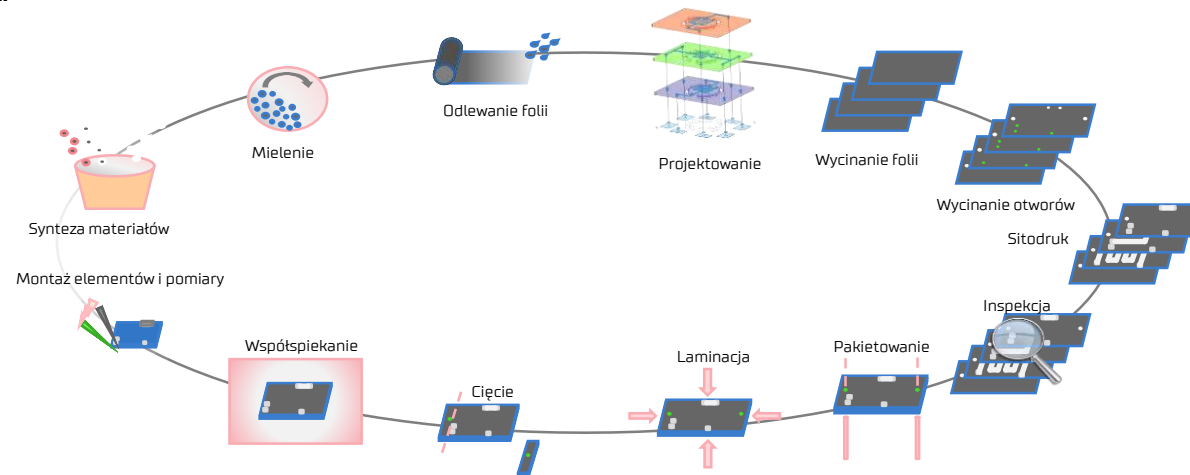 Odlewanie folii
Mielenie
Projektowanie
Wycinanie folii
Wycinanie otworów
Synteza materiałów
Sitodruk
Montaż elementów i pomiary
Inspekcja
Współspiekanie
Laminacja
Pakietowanie
Cięcie